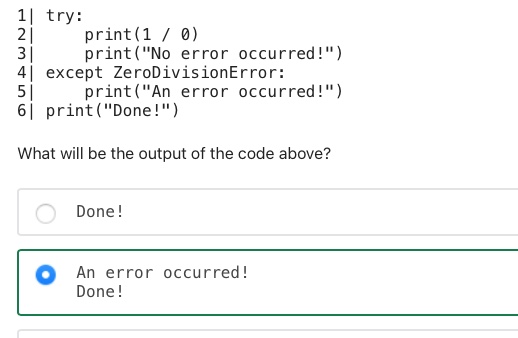 1| try:
2|     print(1 / 0)
3|     print("No error occurred!")
4| except ZeroDivisionError:
5|     print("An error occurred!")
6| print("Done!")
What will be the output of the code above?
Done!
An error occurred!
Done!